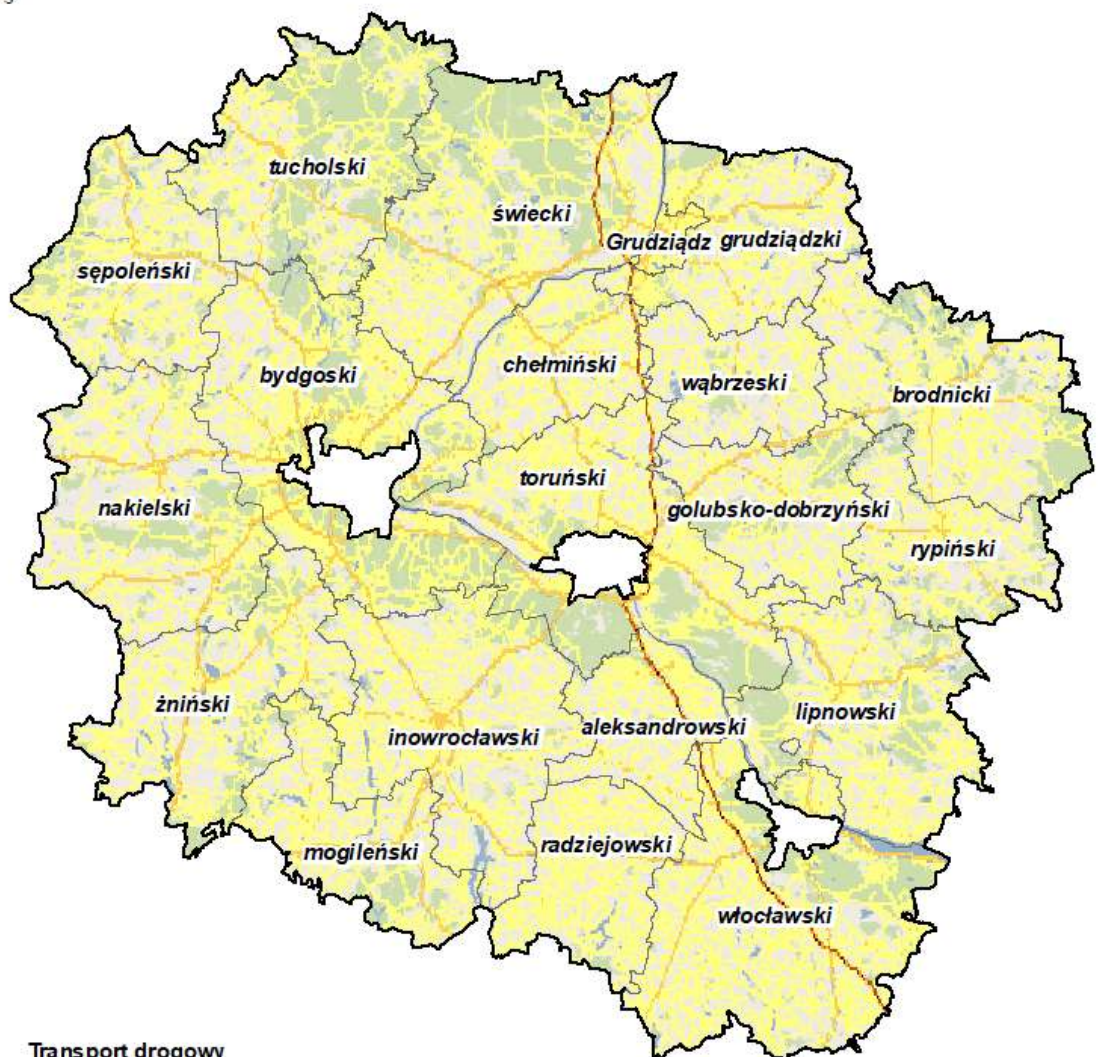 tucholski
świecki
Grudziądz grudziądzki
sępoleński
chełmiński
bydgoski
wąbrzeski
brodnicki
toruński
nakielski
golubsko-dobrzyński
rypiński
żniński
lipnowski
aleksandrowski
inowrocławski
radziejowski
mogileński
włocławski
Transport drogowy